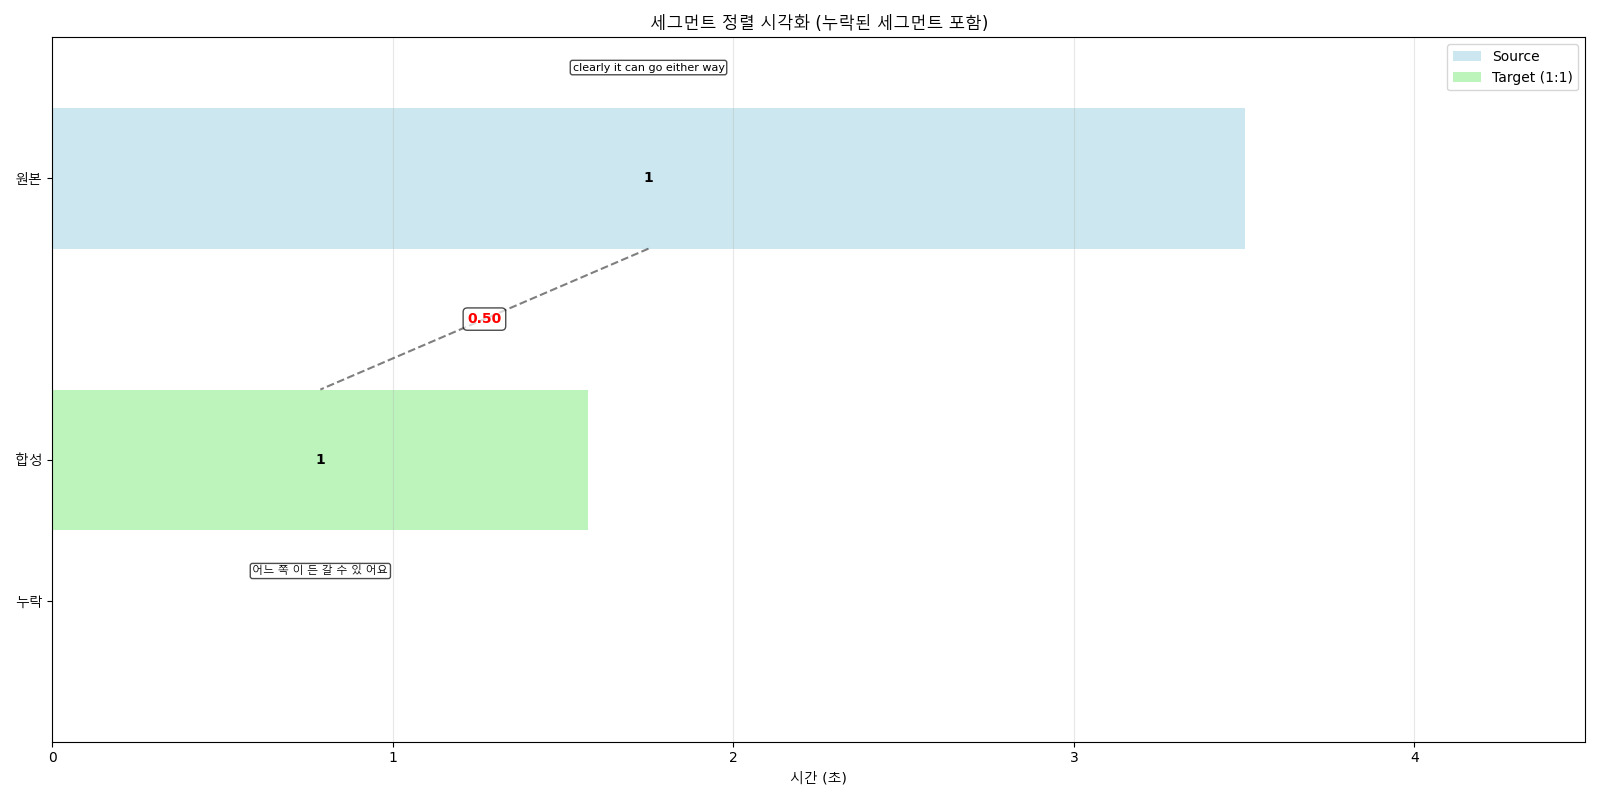 세그먼트 정렬 시각화 (누락된 세그먼트 포함)
clearly it can go either way
Source
Target (1:1)
원본
1
0.50
합성
1
어느 쪽 이 든 갈 수 있 어요
누락
0 1 2 3 4
시간 (초)